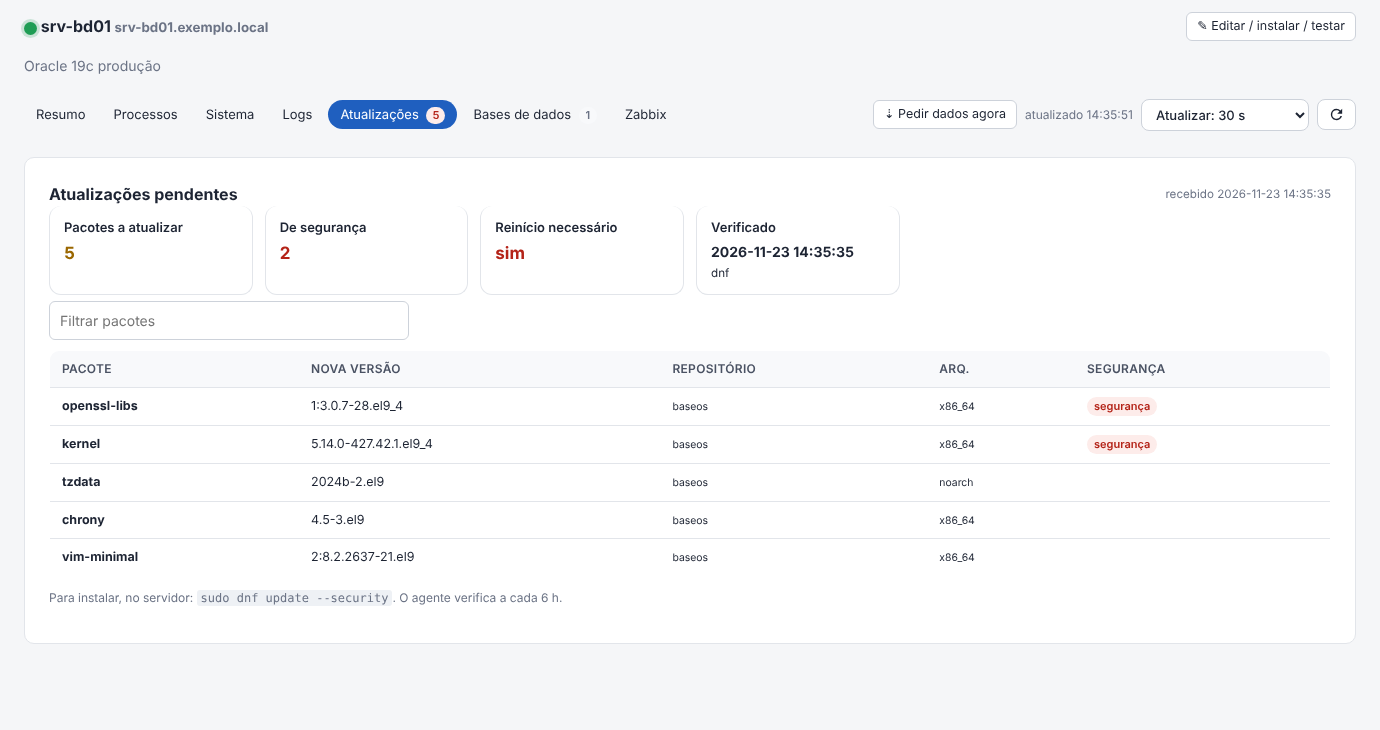 srv-bd01 srv-bd01.exemplo.local
✎ Editar / instalar / testar
Oracle 19c produção
Resumo Processos Sistema Logs Atualizações 5 Bases de dados 1 Zabbix
↓ Pedir dados agora atualizado 14:35:51 Atualizar: 30 s
Atualizações pendentes
recebido 2026-11-23 14:35:35
Pacotes a atualizar
5
De segurança
2
Reinício necessário
sim
Verificado
2026-11-23 14:35:35
dnf
Filtrar pacotes
PACOTE NOVA VERSÃO REPOSITÓRIO ARQ. SEGURANÇA
openssl-libs 1:3.0.7-28.el9_4 baseos x86_64 segurança
kernel 5.14.0-427.42.1.el9_4 baseos x86_64 segurança
tzdata 2024b-2.el9 baseos noarch
chrony 4.5-3.el9 baseos x86_64
vim-minimal 2:8.2.2637-21.el9 baseos x86_64
Para instalar, no servidor: sudo dnf update --security. O agente verifica a cada 6 h.